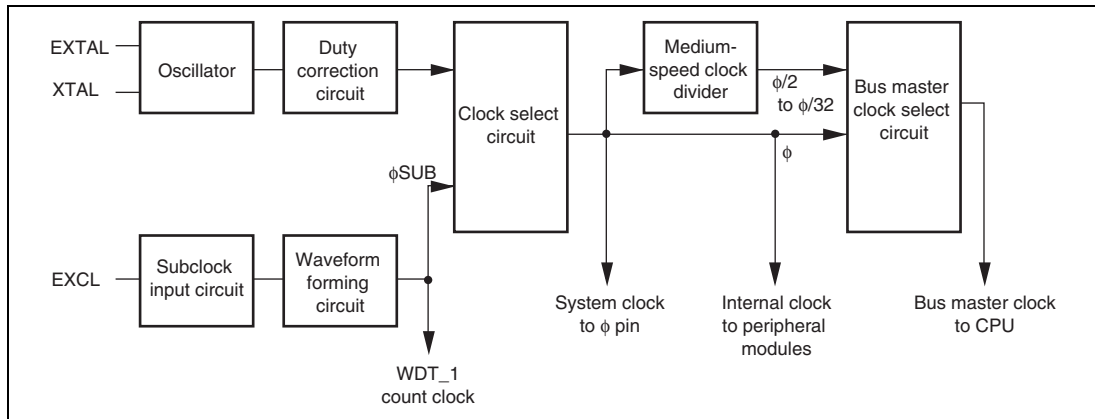 EXTAL
XTAL
Oscillator
Duty
correction
circuit
Clock select
circuit
Medium-
speed clock
divider
ϕ/2
to ϕ/32
Bus master
clock select
circuit
ϕ
ϕSUB
EXCL
Subclock
input circuit
Waveform
forming
circuit
WDT_1
count clock
System clock
to ϕ pin
Internal clock
to peripheral
modules
Bus master clock
to CPU